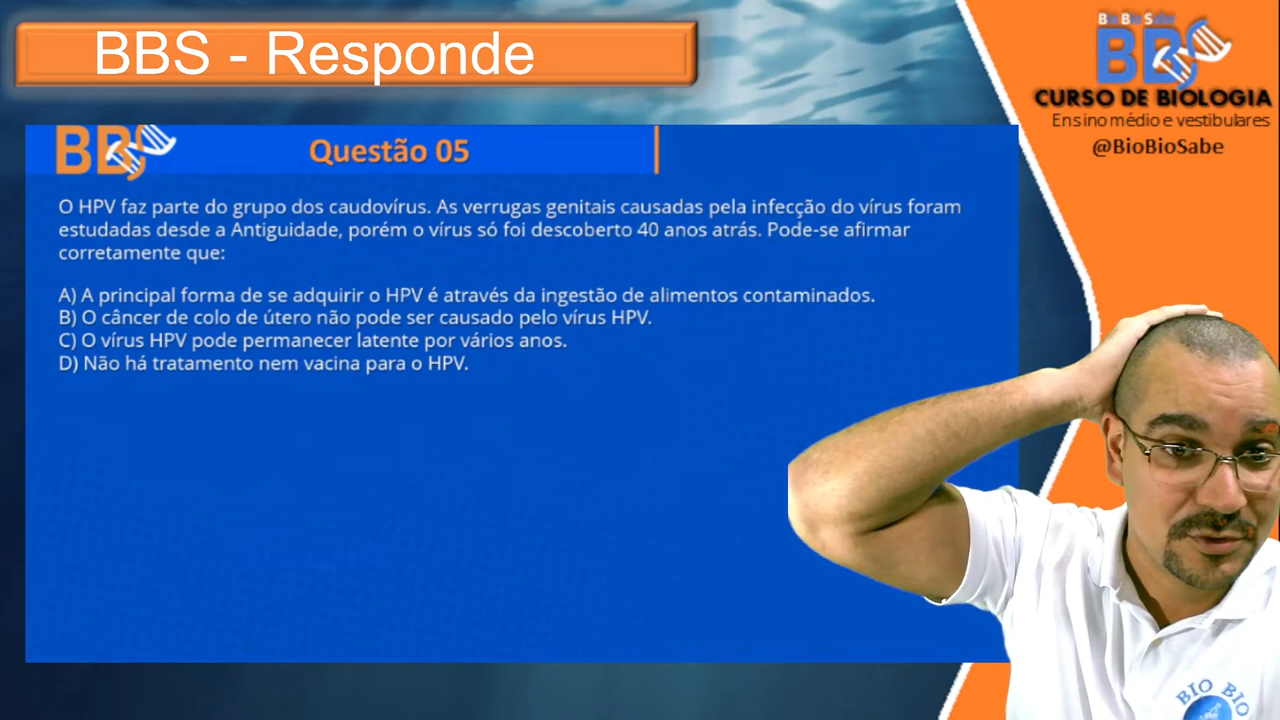 BBS - Responde
Bio Bio Sabe
BBS
CURSO DE BIOLOGIA
Ensino médio e vestibulares
@BioBioSabe
BBS
Questão 05
O HPV faz parte do grupo dos caudovírus. As verrugas genitais causadas pela infecção do vírus foram
estudadas desde a Antiguidade, porém o vírus só foi descoberto 40 anos atrás. Pode-se afirmar
corretamente que:
A) A principal forma de se adquirir o HPV é através da ingestão de alimentos contaminados.
B) O câncer de colo de útero não pode ser causado pelo vírus HPV.
C) O vírus HPV pode permanecer latente por vários anos.
D) Não há tratamento nem vacina para o HPV.
BIO BIO